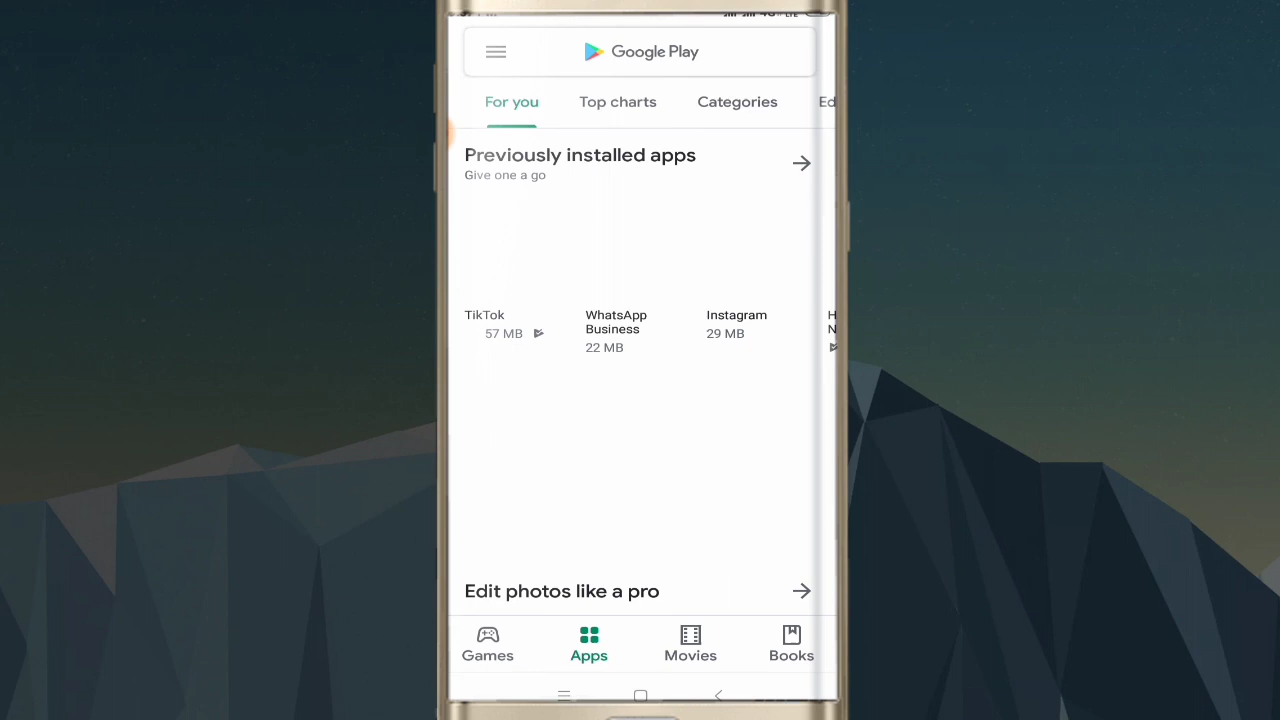 Google Play
For you Top charts Categories Ed
Previously installed apps
Give one a go
TikTok
57 MB
WhatsApp
Business
22 MB
Instagram
29 MB
H
N
Edit photos like a pro
Games Apps Movies Books